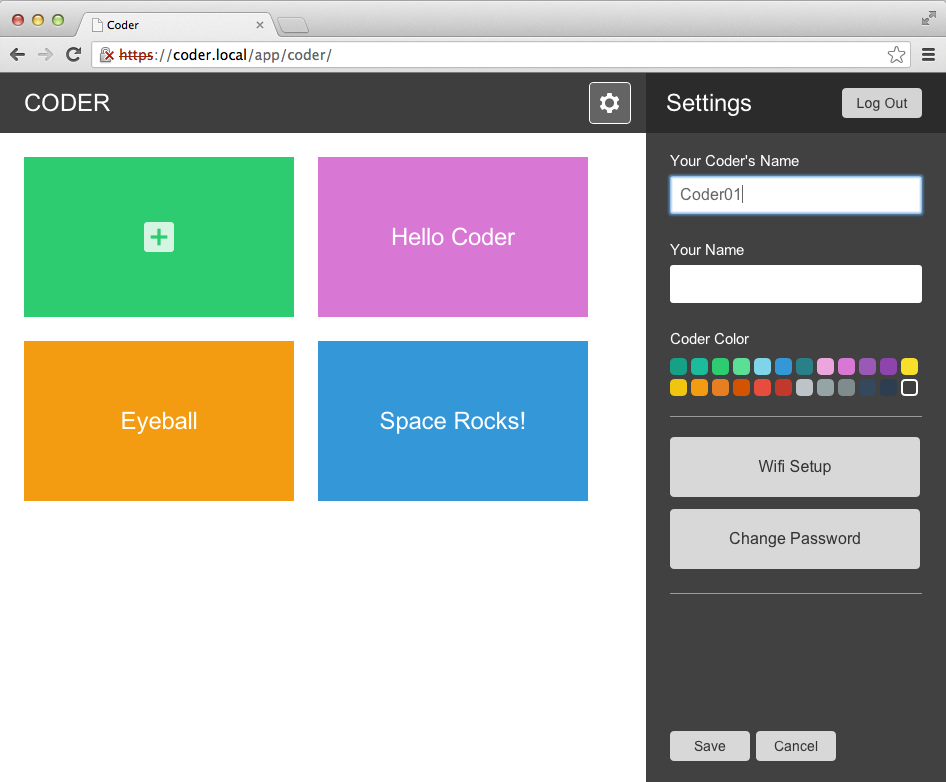 Coder
https://coder.local/app/coder/
CODER
Settings
Log Out
Hello Coder
Eyeball
Space Rocks!
Your Coder's Name
Coder01
Your Name
Coder Color
Wifi Setup
Change Password
Save
Cancel